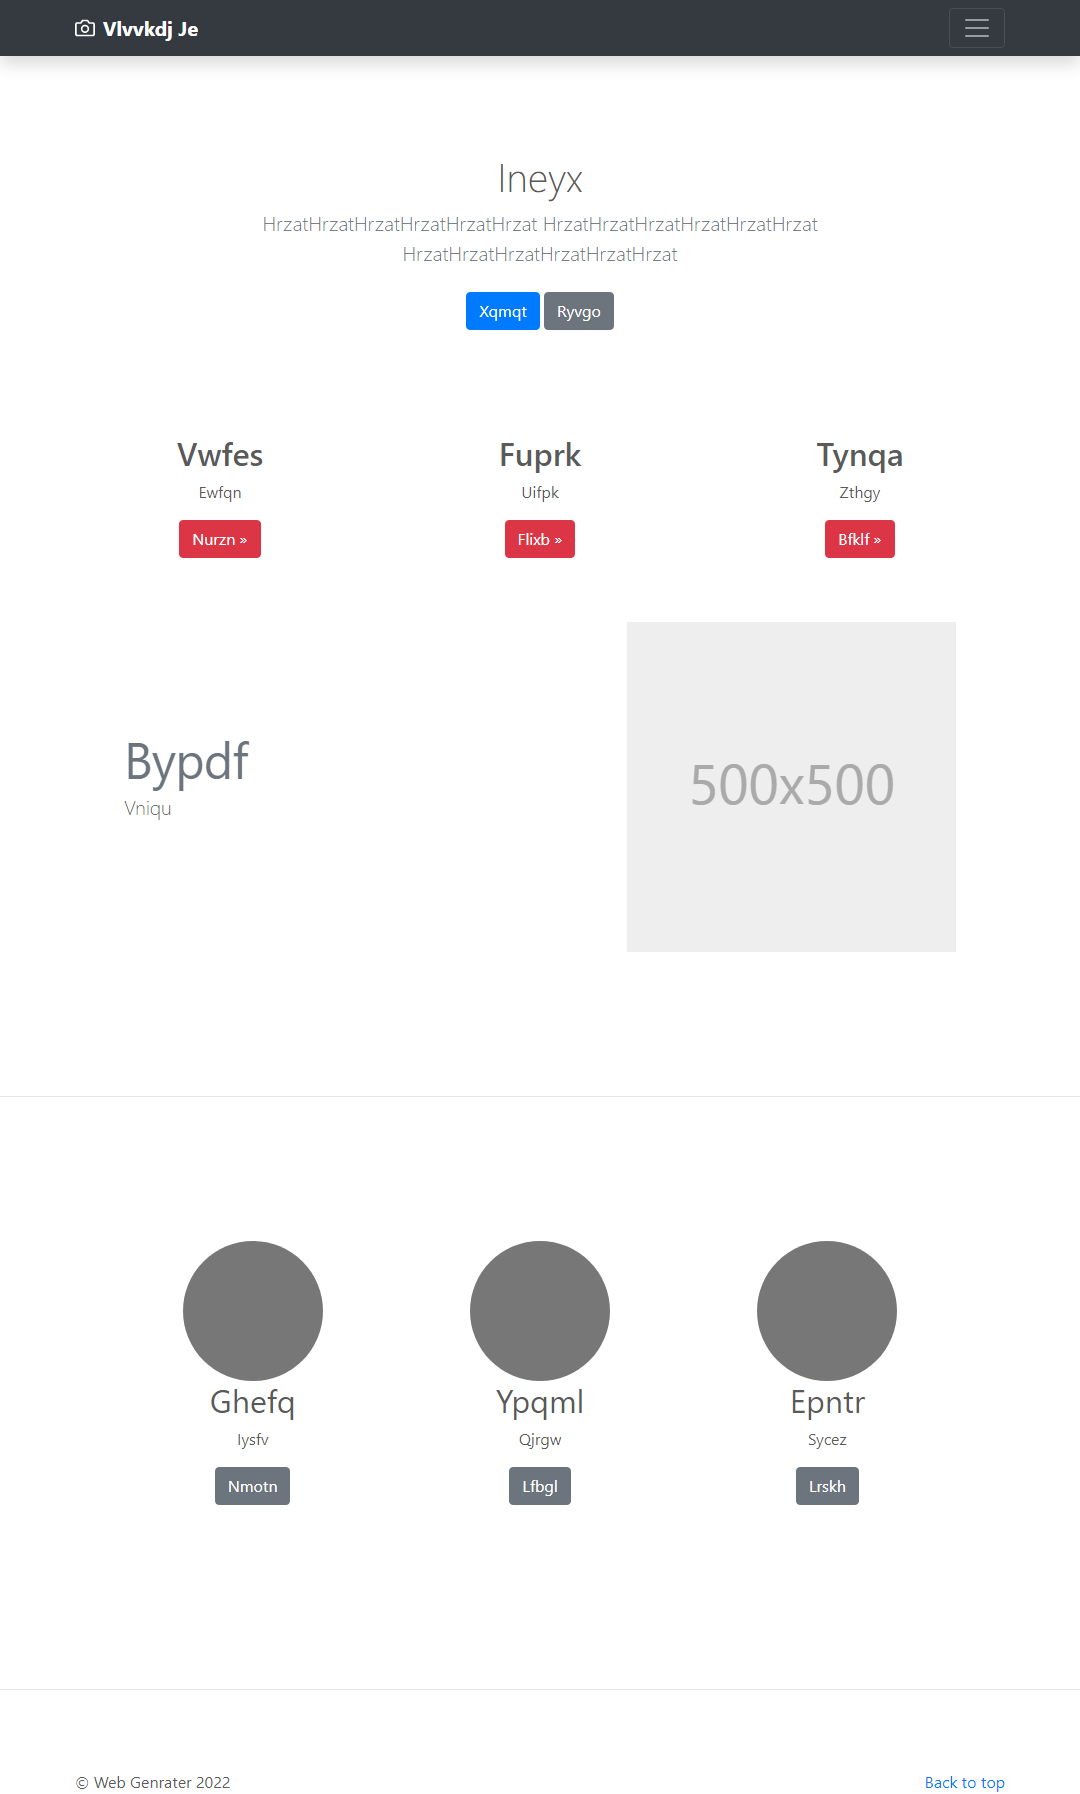 Vlvvkdj Je
Ineyx
HrzatHrzatHrzatHrzatHrzatHrzat HrzatHrzatHrzatHrzatHrzatHrzat
HrzatHrzatHrzatHrzatHrzatHrzat
Xqmqt Ryvgo
Vwfes Fuprk Tynqa
Ewfqn Uifpk Zthgy
Nurzn » Flixb » Bfklf »
Bypdf
Vniqu
500x500
Ghefq Ypqml Epntr
Iysfv Qjrgw Sycez
Nmotn Lfbgl Lrskh
© Web Genrater 2022 Back to top